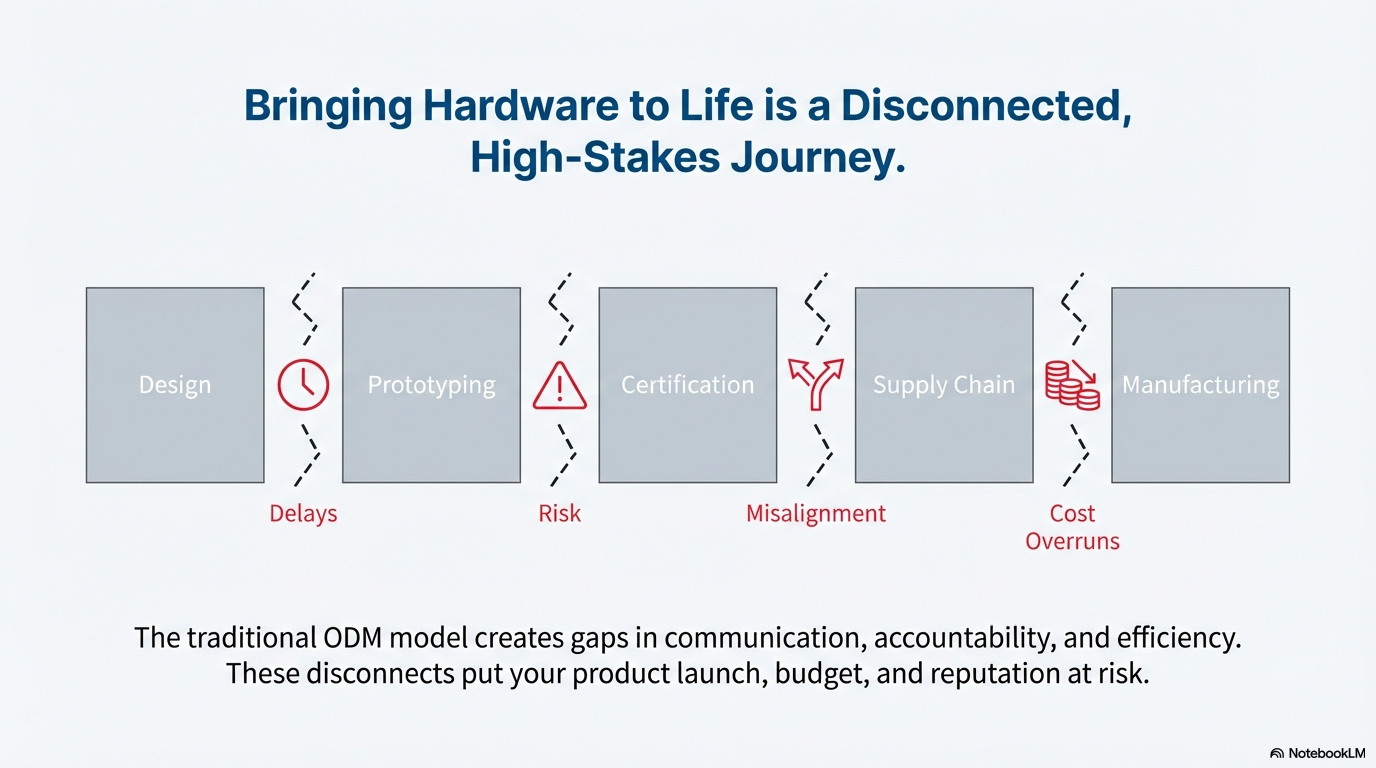 Bringing Hardware to Life is a Disconnected,
High-Stakes Journey.
Design
Prototyping
Certification
Supply Chain
Manufacturing
Delays
Risk
Misalignment
Cost
Overruns
The traditional ODM model creates gaps in communication, accountability, and efficiency.
These disconnects put your product launch, budget, and reputation at risk.
NotebookLM